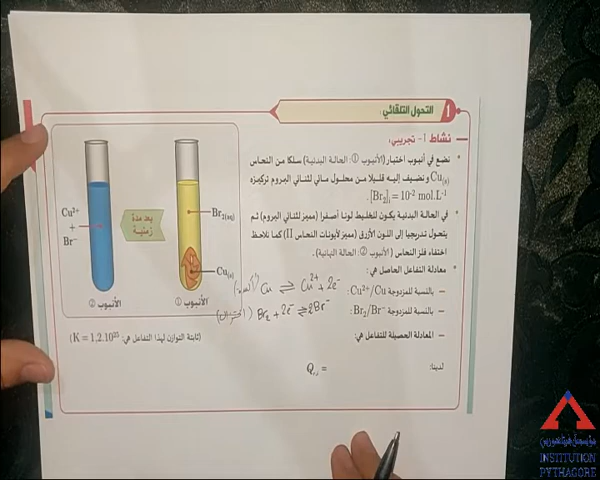 1 التحول التلقائي:
نشاط 1- تجريبي:
• نضع في أنبوب اختبار (الأنبوب ①: الحالة البدئية) سلكا من النحاس
Cu(s) ونضيف إليه قليلا من محلول مائي لثنائي البروم تركيزه
[Br₂]ᵢ = 10⁻² mol.L⁻¹.
• في الحالة البدئية يكون للخليط لونا أصفرا (مميز لثنائي البروم) ثم
يتحول تدريجيا إلى اللون الأزرق (مميز لأيونات النحاس II) كما نلاحظ
اختفاء فلز النحاس (الأنبوب ②: الحالة النهائية).
• معادلة التفاعل الحاصل هي:
– بالنسبة للمزدوجة Cu²⁺/Cu: Cu ⇌ Cu²⁺ + 2e⁻
– بالنسبة للمزدوجة Br₂/Br⁻: Br₂ + 2e⁻ ⇌ 2Br⁻
– المعادلة الحصيلة للتفاعل هي:
(ثابتة التوازن لهذا التفاعل هي: K = 1,2.10²⁵)
لدينا:
Br₂(aq)
Cu(s)
الأنبوب ①
بعد مدة
زمنية
Cu²⁺
+
Br⁻
الأنبوب ②
مؤسسة فيتاغورس
INSTITUTION
PYTHAGORE